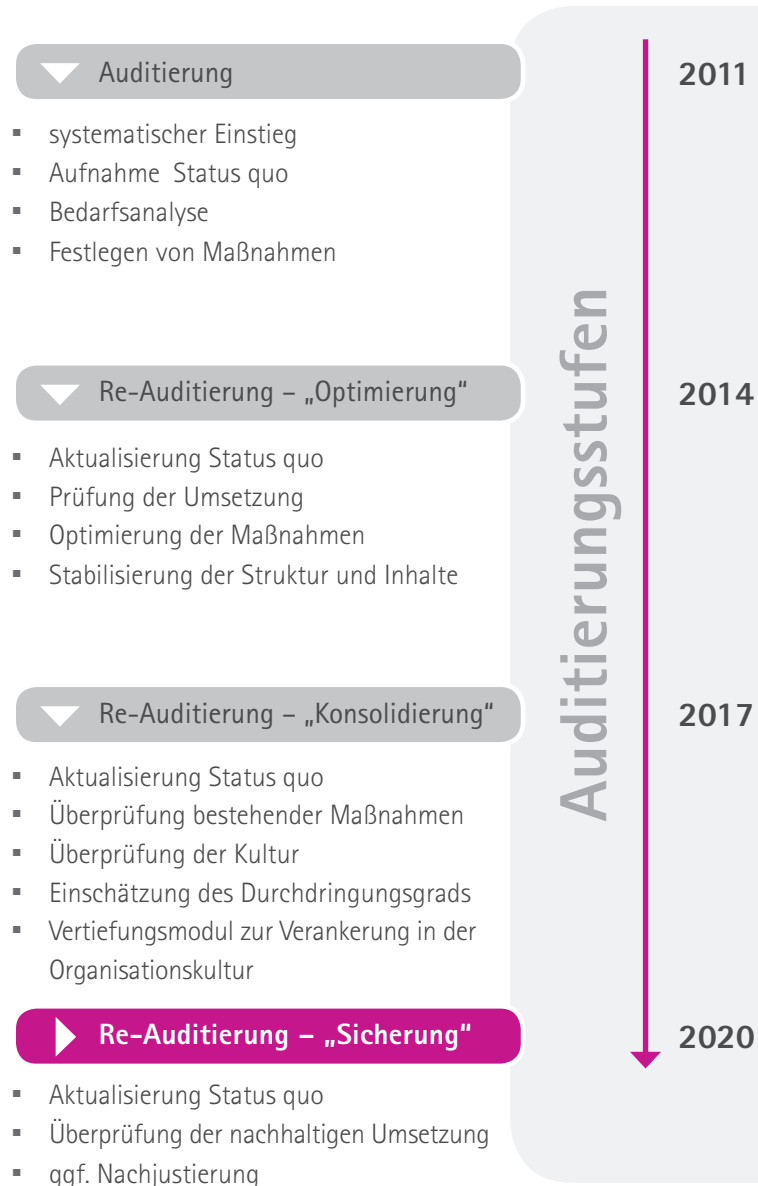 Auditierung
2011
▪ systematischer Einstieg
▪ Aufnahme Status quo
▪ Bedarfsanalyse
▪ Festlegen von Maßnahmen
Re-Auditierung – „Optimierung“
2014
▪ Aktualisierung Status quo
▪ Prüfung der Umsetzung
▪ Optimierung der Maßnahmen
▪ Stabilisierung der Struktur und Inhalte
Re-Auditierung – „Konsolidierung“
2017
▪ Aktualisierung Status quo
▪ Überprüfung bestehender Maßnahmen
▪ Überprüfung der Kultur
▪ Einschätzung des Durchdringungsgrads
▪ Vertiefungsmodul zur Verankerung in der
Organisationskultur
Re-Auditierung – „Sicherung“
2020
▪ Aktualisierung Status quo
▪ Überprüfung der nachhaltigen Umsetzung
▪ ggf. Nachjustierung
Auditierungsstufen